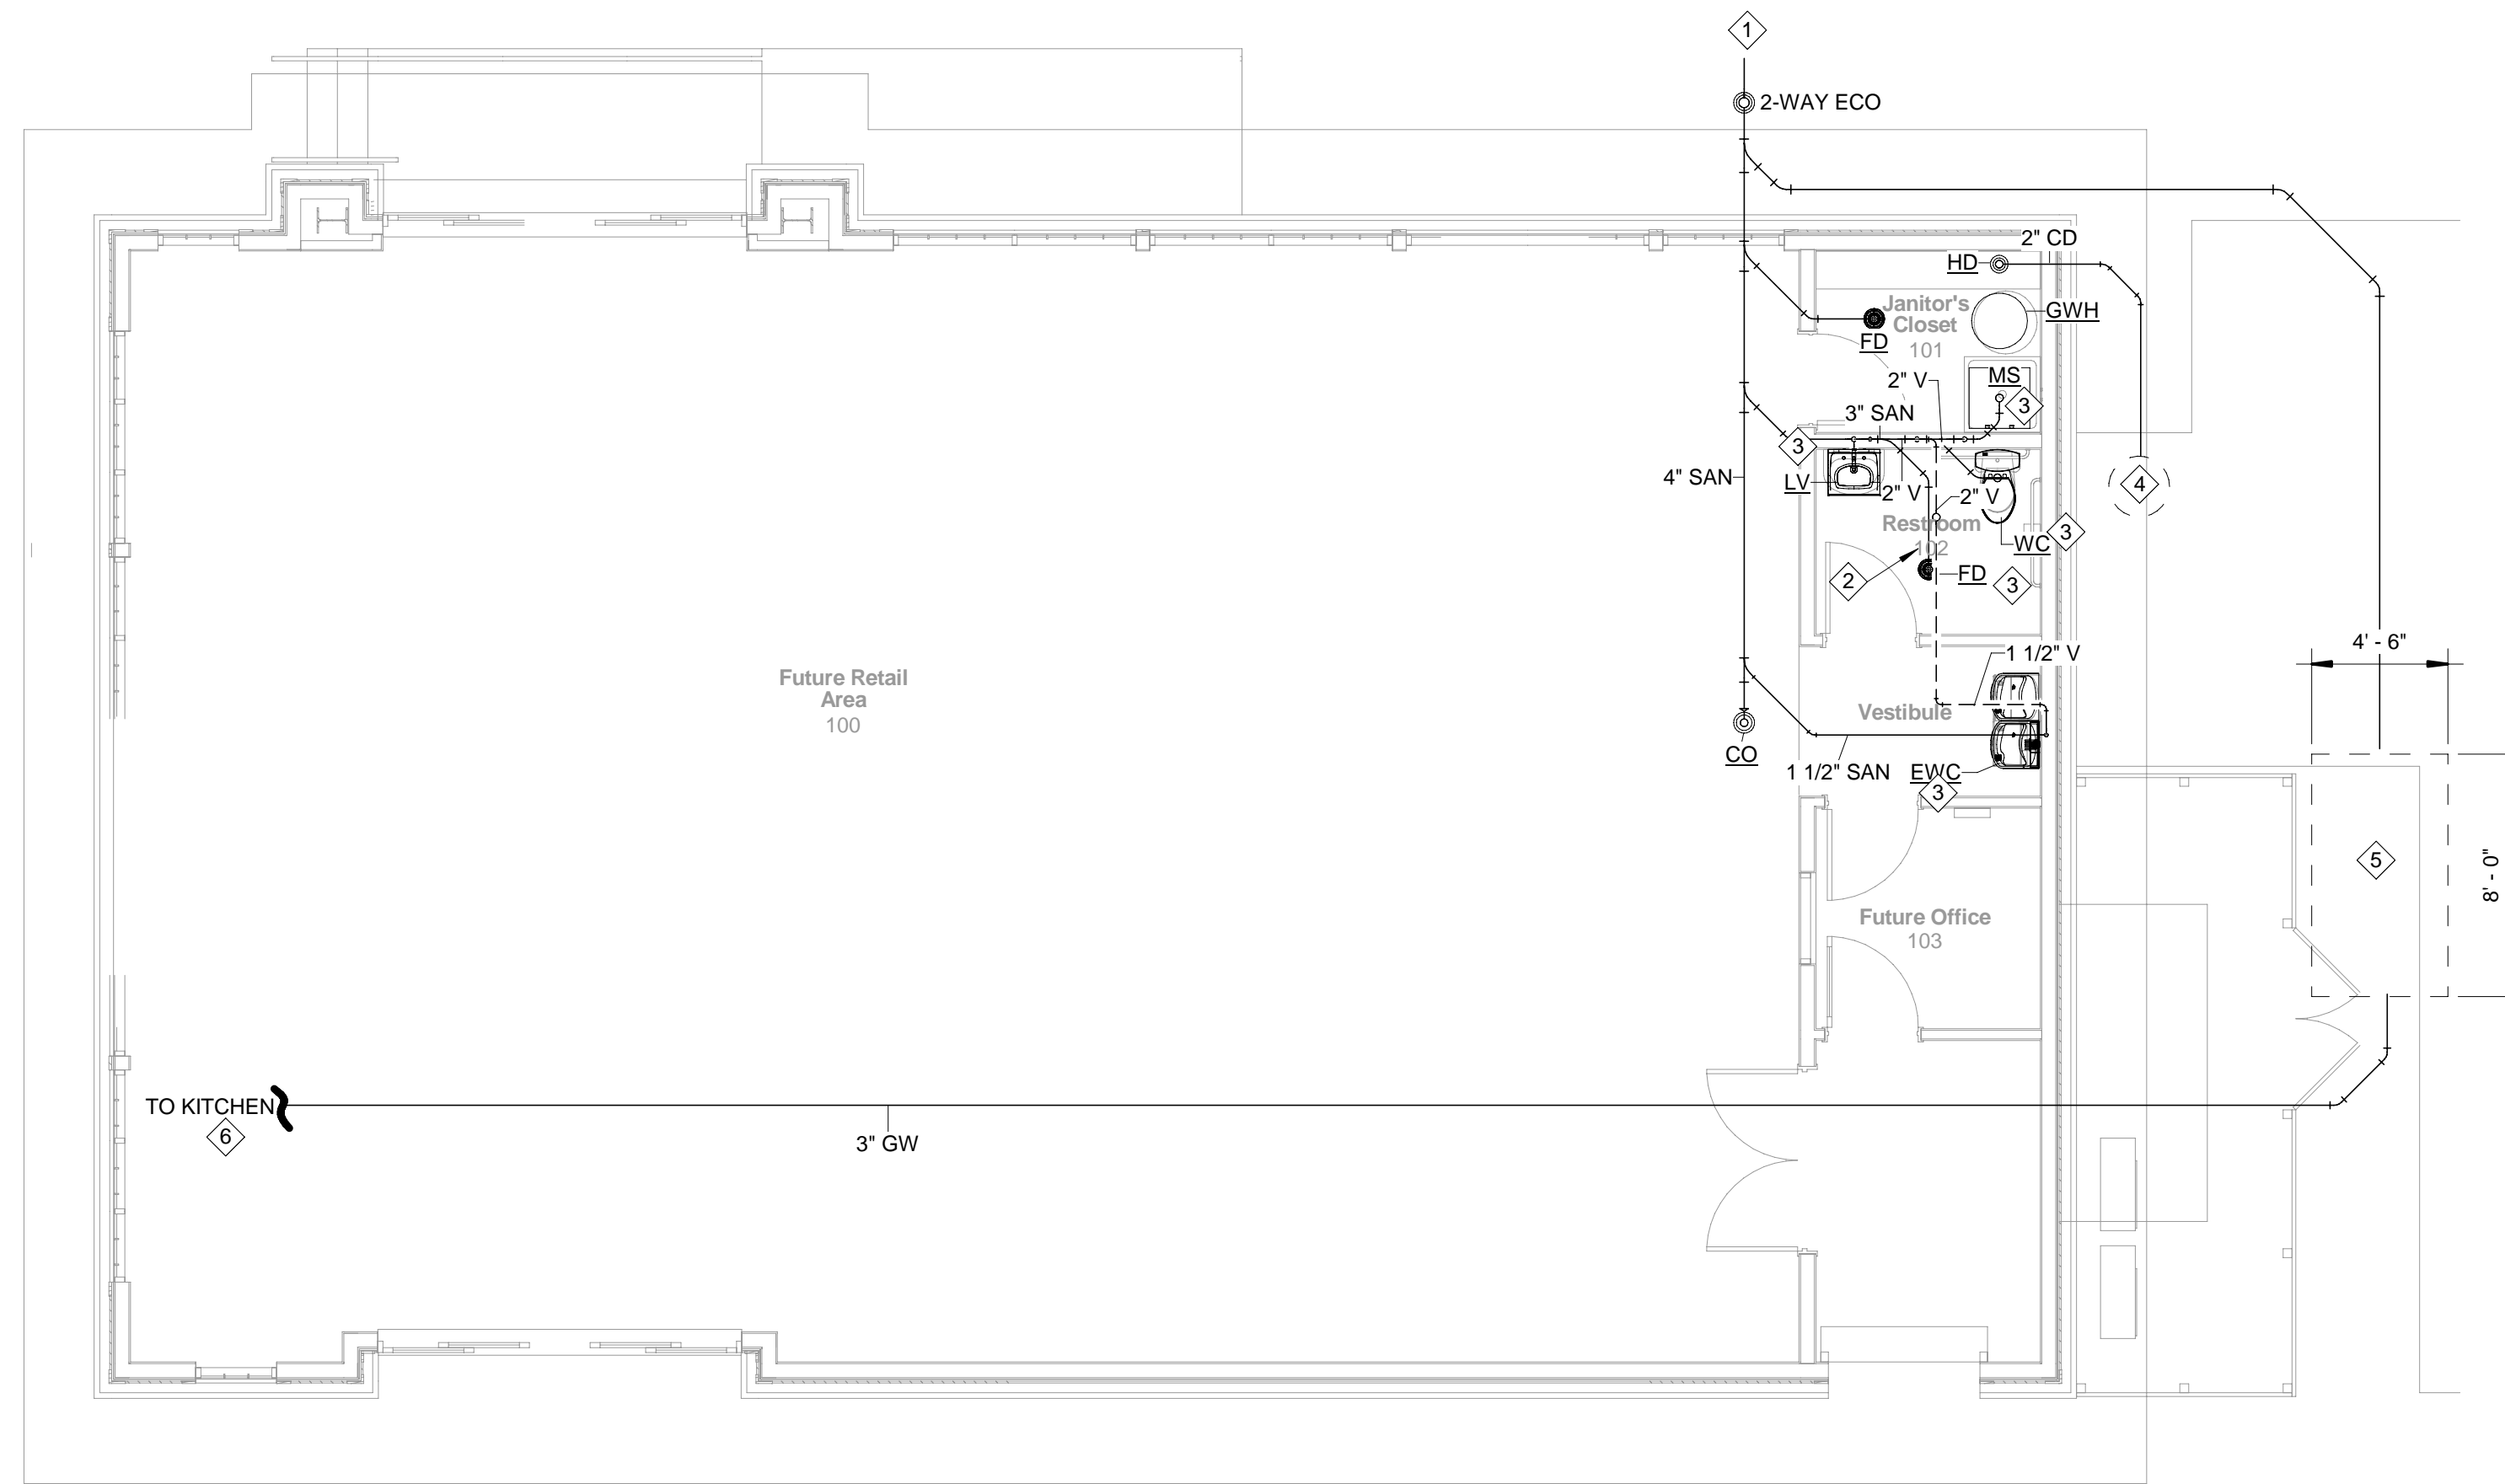 1
2-WAY ECO
2" CD
HD
Janitor's
Closet
101
GWH
FD
2" V
MS
3
3" SAN
3
4" SAN
LV
2" V
2" V
4
Restroom
102
WC
3
2
FD
3
4' - 6"
1 1/2" V
Future Retail
Area
100
Vestibule
CO
1 1/2" SAN
EWC
3
5
8' - 0"
Future Office
103
TO KITCHEN
6
3" GW